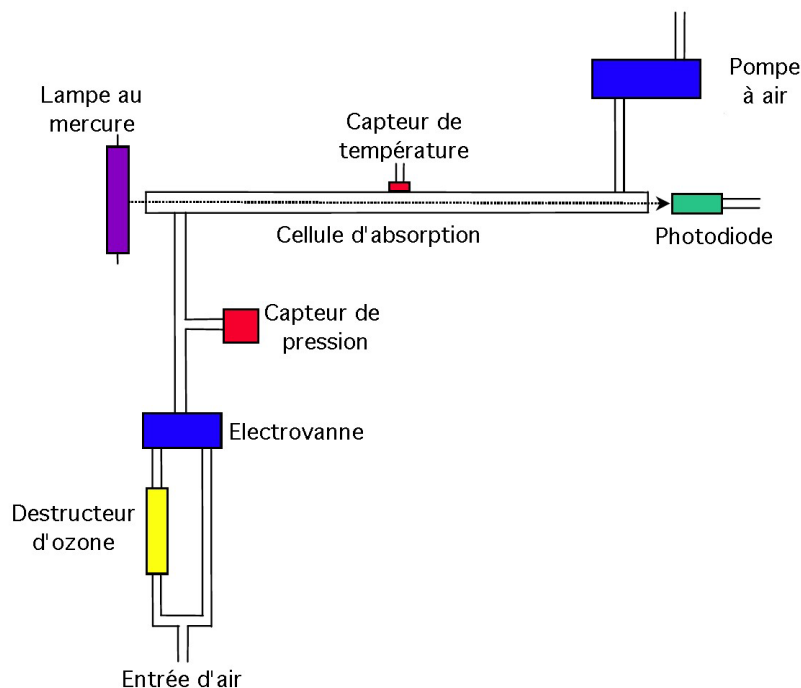 Pompe
à air
Lampe au
mercure
Capteur de
température
Cellule d'absorption
Photodiode
Capteur de
pression
Electrovanne
Destructeur
d'ozone
Entrée d'air